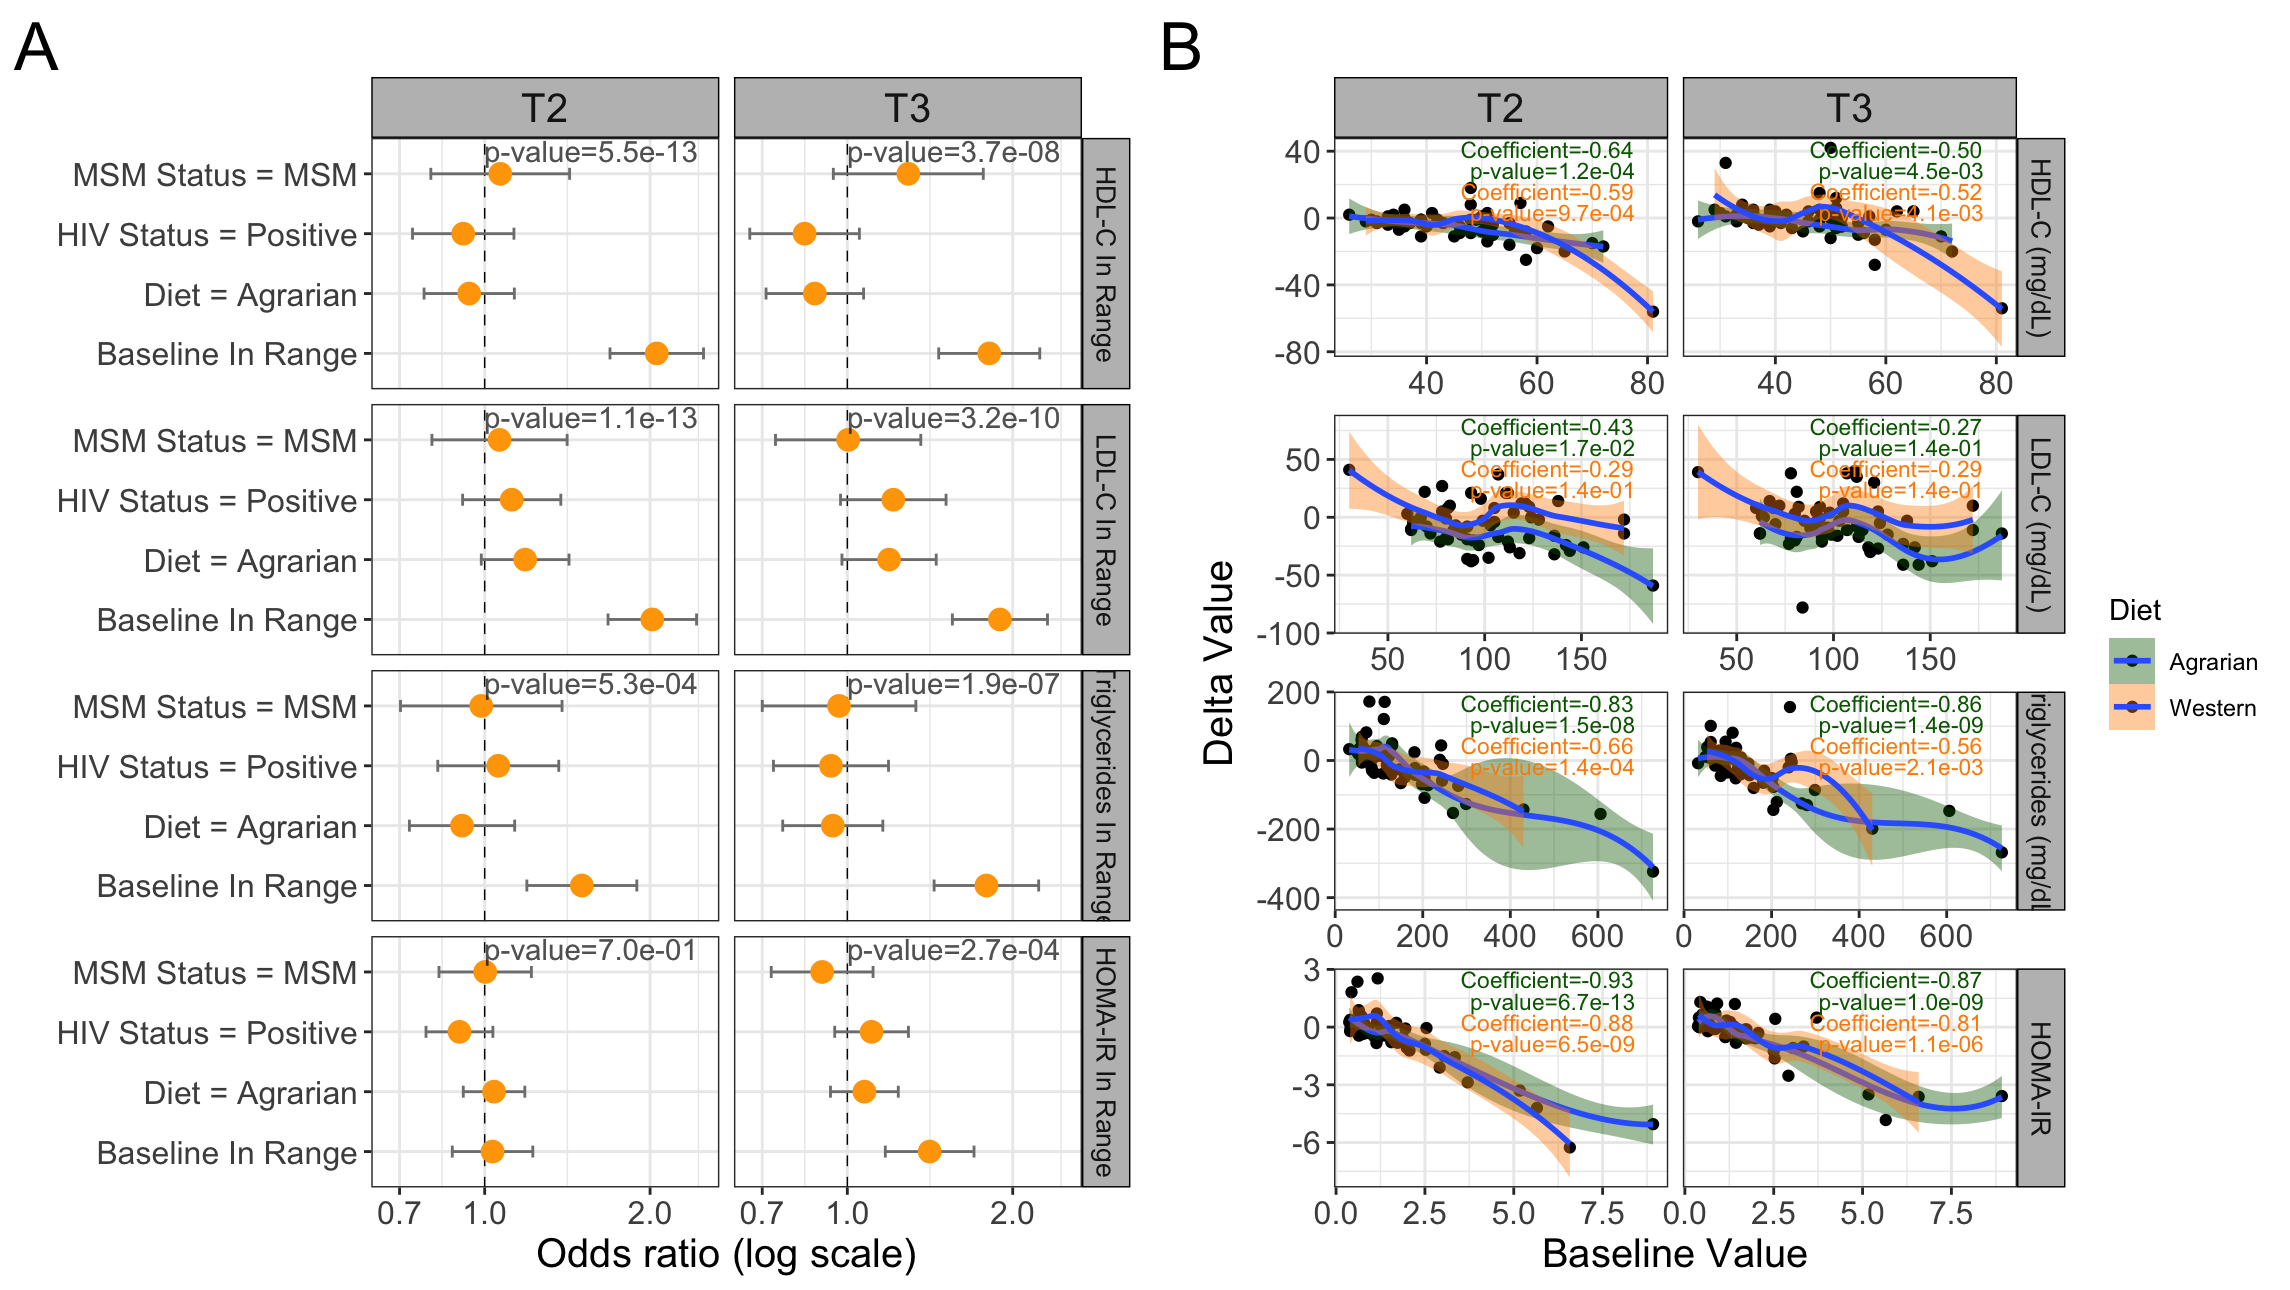 A
T2
T3
MSM Status = MSM
HIV Status = Positive
Diet = Agrarian
Baseline In Range
p-value=5.5e-13
p-value=3.7e-08
HDL-C In Range
MSM Status = MSM
HIV Status = Positive
Diet = Agrarian
Baseline In Range
p-value=1.1e-13
p-value=3.2e-10
LDL-C In Range
MSM Status = MSM
HIV Status = Positive
Diet = Agrarian
Baseline In Range
p-value=5.3e-04
p-value=1.9e-07
Triglycerides In Range
MSM Status = MSM
HIV Status = Positive
Diet = Agrarian
Baseline In Range
p-value=7.0e-01
p-value=2.7e-04
HOMA-IR In Range
0.7 1.0 2.0
0.7 1.0 2.0
Odds ratio (log scale)
B
T2
T3
Delta Value
40
0
-40
-80
Coefficient=-0.64
p-value=1.2e-04
Coefficient=-0.59
p-value=9.7e-04
Coefficient=-0.50
p-value=4.5e-03
Coefficient=-0.52
p-value=4.1e-03
HDL-C (mg/dL)
40 60 80
40 60 80
50
0
-50
-100
Coefficient=-0.43
p-value=1.7e-02
Coefficient=-0.29
p-value=1.4e-01
Coefficient=-0.27
p-value=1.4e-01
Coefficient=-0.29
p-value=1.4e-01
LDL-C (mg/dL)
50 100 150
50 100 150
200
0
-200
-400
Coefficient=-0.83
p-value=1.5e-08
Coefficient=-0.66
p-value=1.4e-04
Coefficient=-0.86
p-value=1.4e-09
Coefficient=-0.56
p-value=2.1e-03
riglycerides (mg/dL
0 200 400 600
0 200 400 600
3
0
-3
-6
Coefficient=-0.93
p-value=6.7e-13
Coefficient=-0.88
p-value=6.5e-09
Coefficient=-0.87
p-value=1.0e-09
Coefficient=-0.81
p-value=1.1e-06
HOMA-IR
0.0 2.5 5.0 7.5
0.0 2.5 5.0 7.5
Baseline Value
Diet
Agrarian
Western